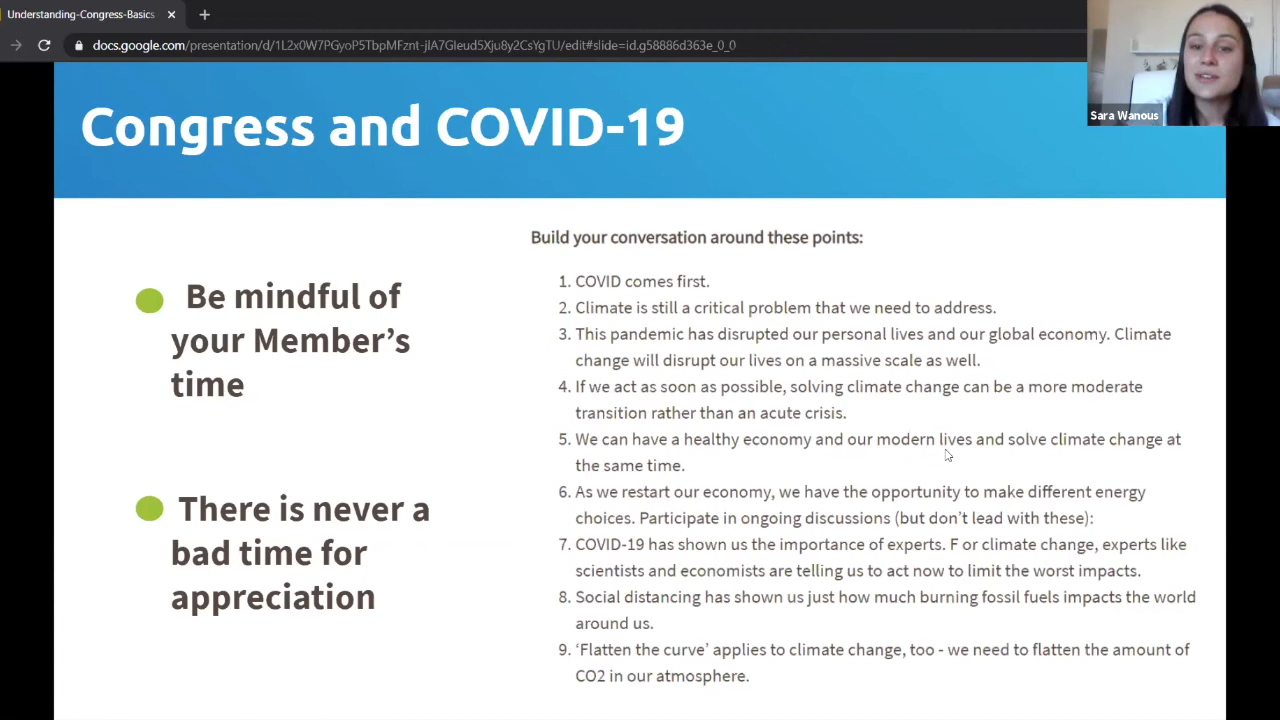 Understanding-Congress-Basics
docs.google.com/presentation/d/1L2x0W7PGyoP5TbpMFznt-jIA7Gleud5Xju8y2CsYgTU/edit#slide=id.g58886d363e_0_0
Sara Wanous
Congress and COVID-19
Be mindful of
your Member's
time
There is never a
bad time for
appreciation
Build your conversation around these points:
1. COVID comes first.
2. Climate is still a critical problem that we need to address.
3. This pandemic has disrupted our personal lives and our global economy. Climate
change will disrupt our lives on a massive scale as well.
4. If we act as soon as possible, solving climate change can be a more moderate
transition rather than an acute crisis.
5. We can have a healthy economy and our modern lives and solve climate change at
the same time.
6. As we restart our economy, we have the opportunity to make different energy
choices. Participate in ongoing discussions (but don't lead with these):
7. COVID-19 has shown us the importance of experts. F or climate change, experts like
scientists and economists are telling us to act now to limit the worst impacts.
8. Social distancing has shown us just how much burning fossil fuels impacts the world
around us.
9. 'Flatten the curve' applies to climate change, too - we need to flatten the amount of
CO2 in our atmosphere.